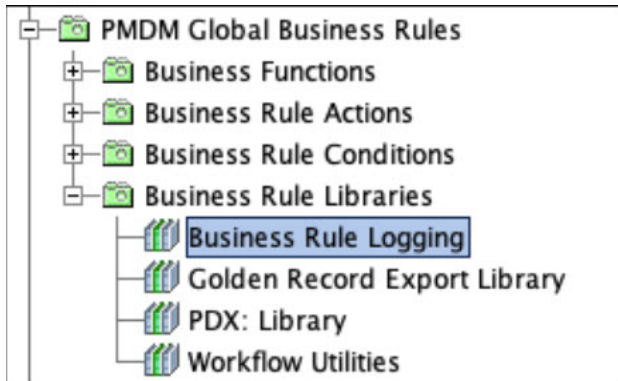 PMDM Global Business Rules
Business Functions
Business Rule Actions
Business Rule Conditions
Business Rule Libraries
Business Rule Logging
Golden Record Export Library
PDX: Library
Workflow Utilities